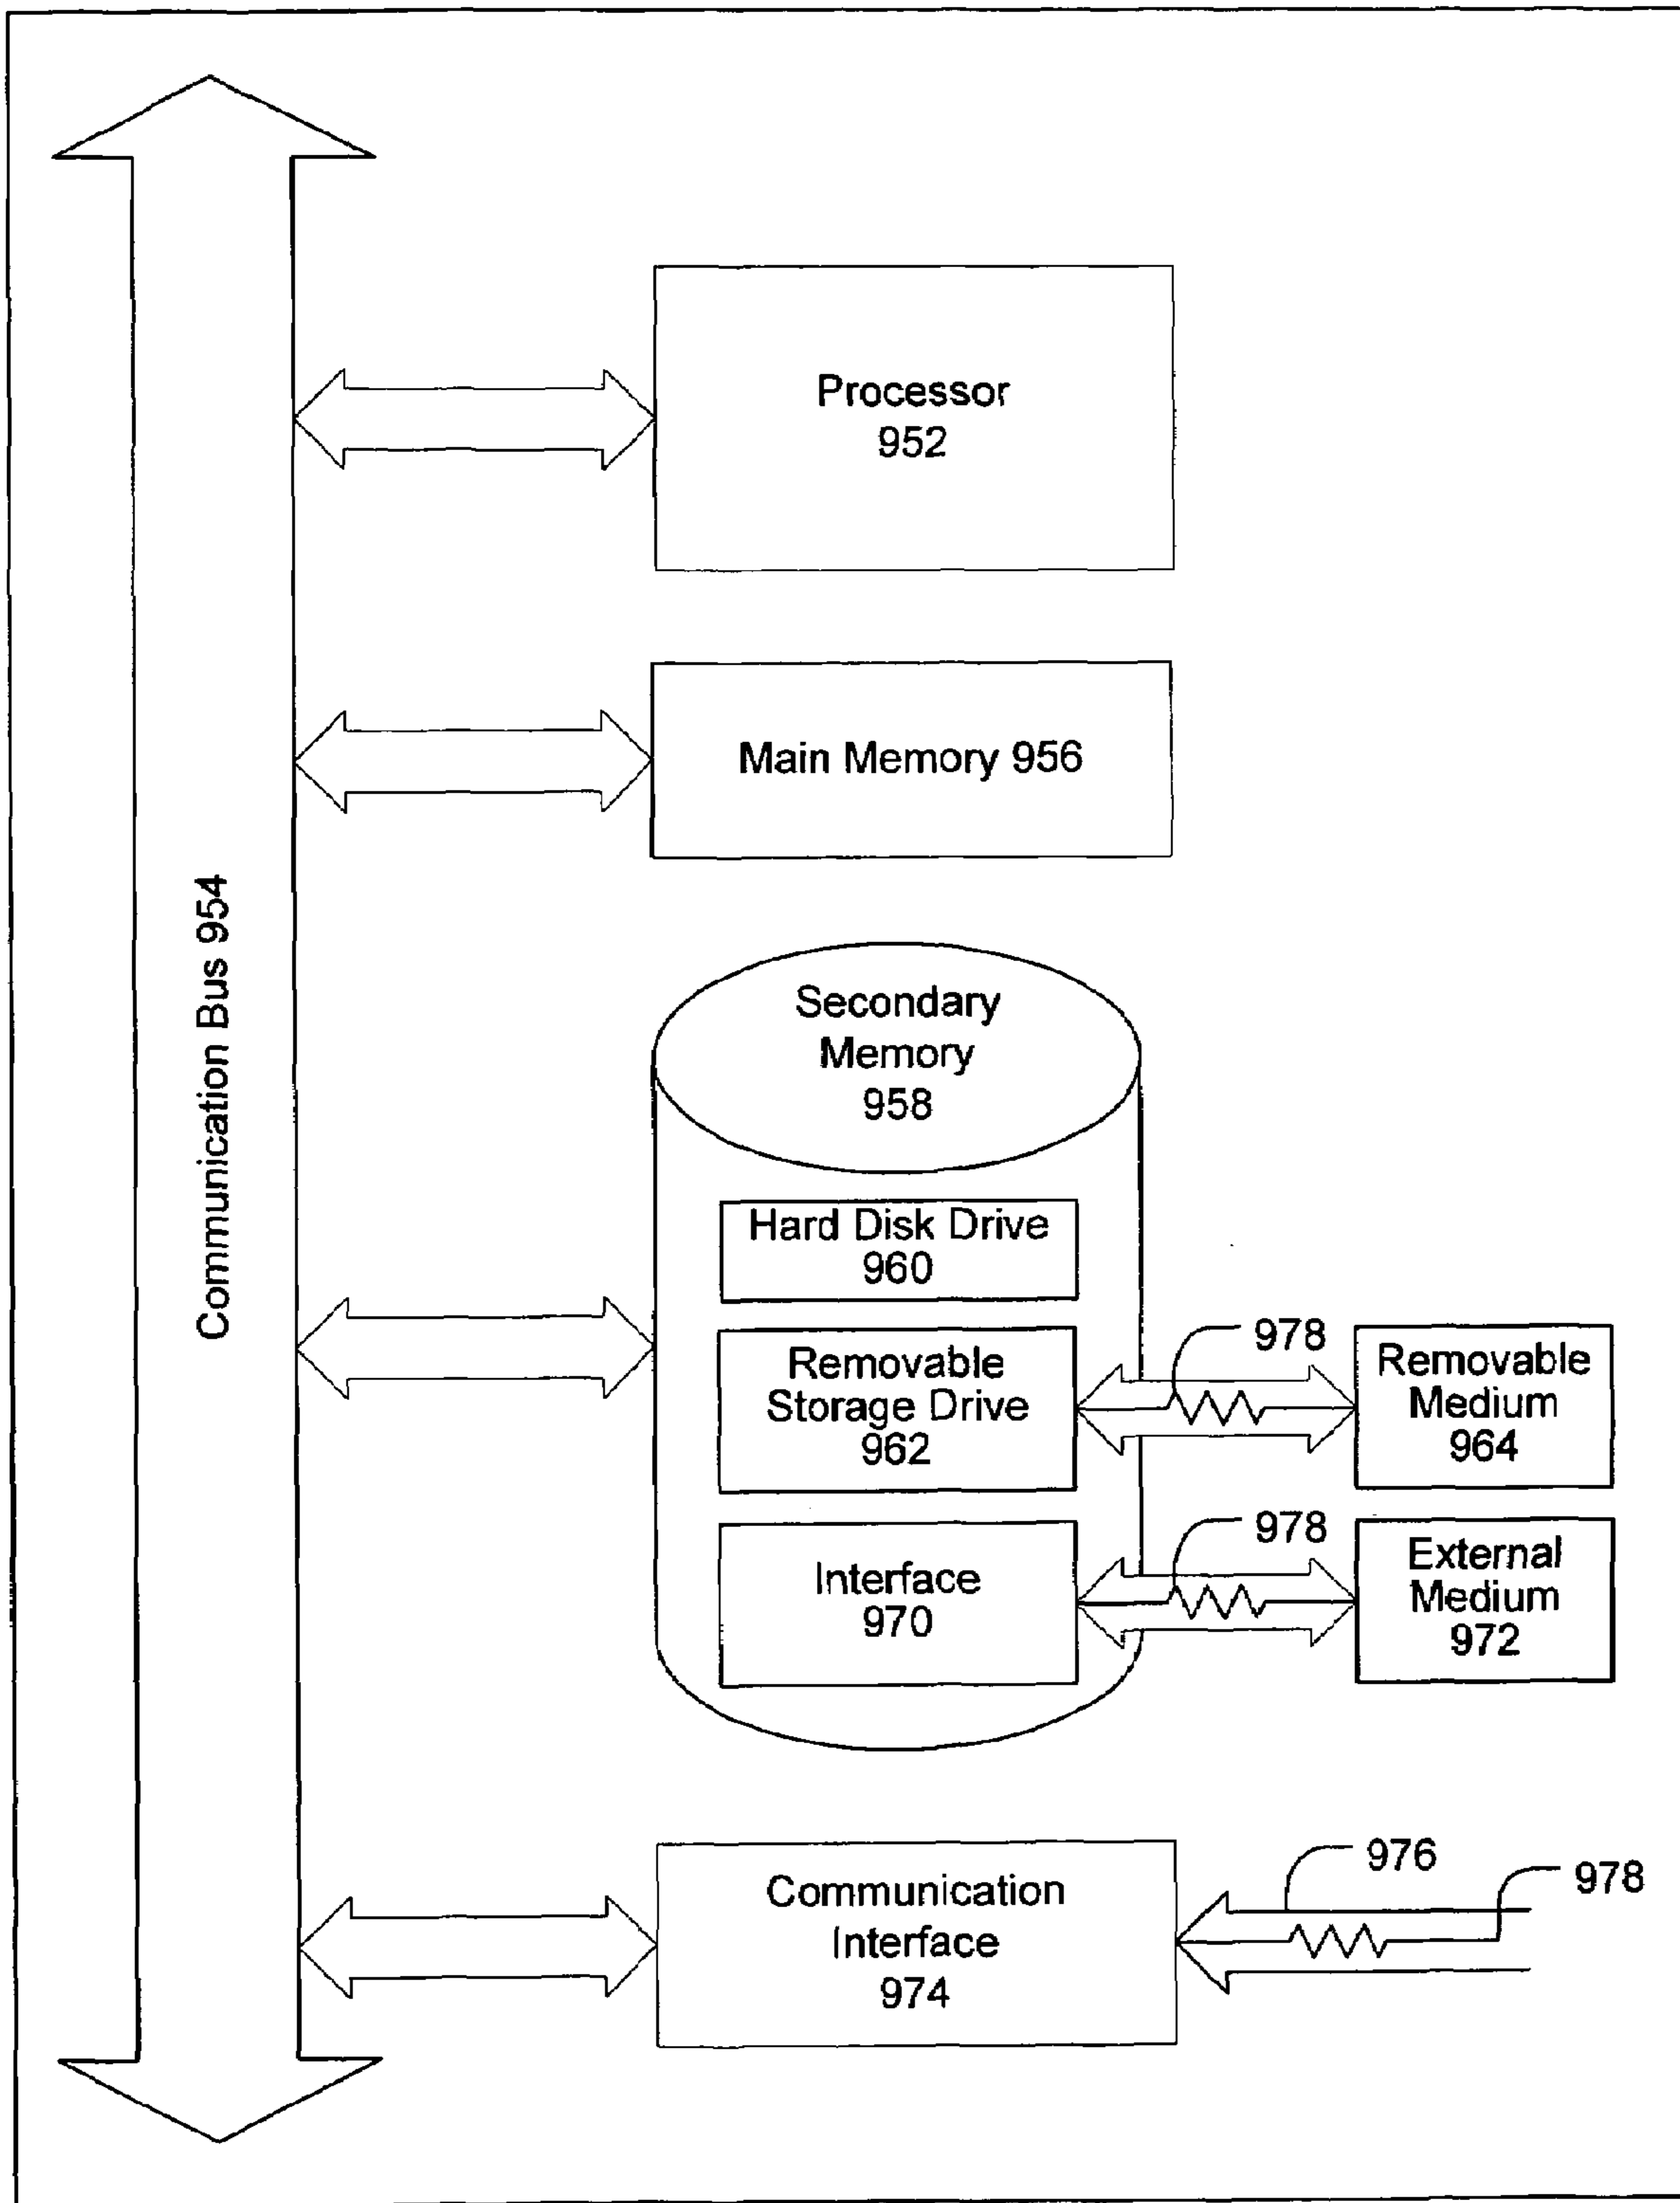 Communication Bus 954
Processor
952
Main Memory 956
Secondary
Memory
958
Hard Disk Drive
960
Removable
Storage Drive
962
978
Removable
Medium
964
Interface
970
978
External
Medium
972
Communication
Interface
974
976
978